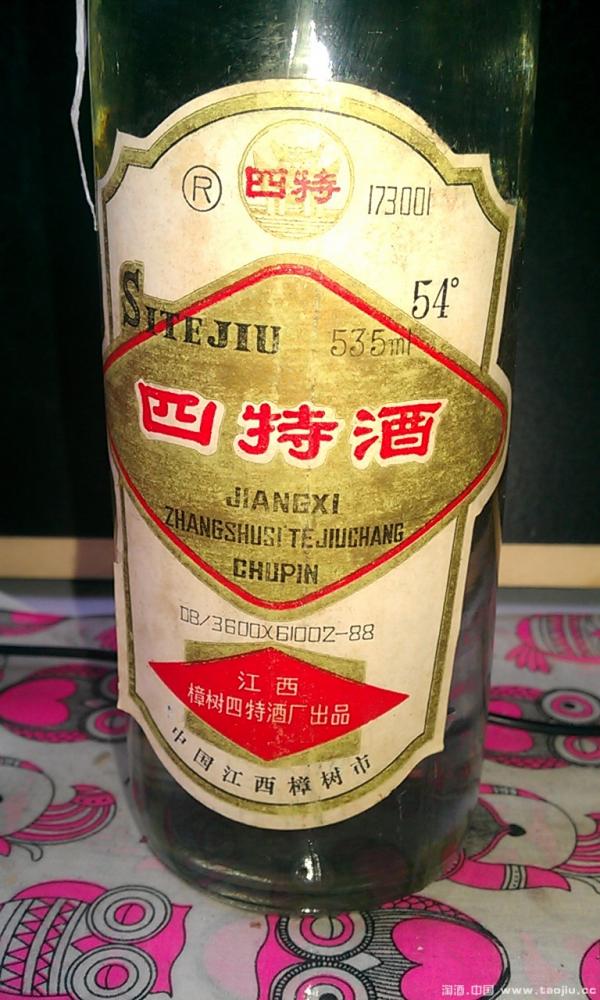 ® 四特 173001
SITEJIU 54°
535ml
四特酒
JIANGXI
ZHANGSHUSITEJIUCHANG
CHUPIN
DB/3600X61002-88
江西
樟树四特酒厂出品
中国江西樟树市
淘酒.中国 www.taojiu.cc